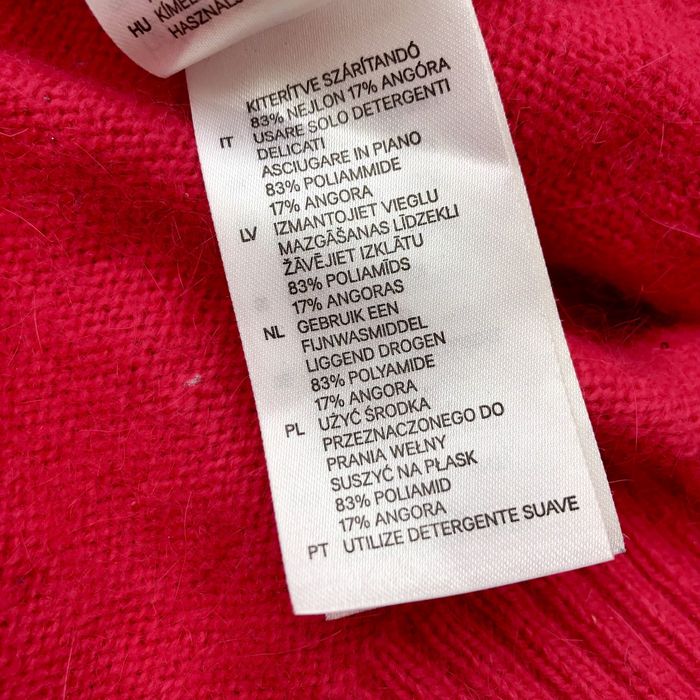 HU KÍMÉL
HASZNÁL
KITERÍTVE SZÁRÍTANDÓ
83% NEJLON 17% ANGÓRA
IT USARE SOLO DETERGENTI
DELICATI
ASCIUGARE IN PIANO
83% POLIAMMIDE
17% ANGORA
LV IZMANTOJIET VIEGLU
MAZGĀŠANAS LĪDZEKLI
ŽĀVĒJIET IZKLĀTU
83% POLIAMĪDS
17% ANGORAS
NL GEBRUIK EEN
FIJNWASMIDDEL
LIGGEND DROGEN
83% POLYAMIDE
17% ANGORA
PL UŻYĆ ŚRODKA
PRZEZNACZONEGO DO
PRANIA WEŁNY
SUSZYĆ NA PŁASK
83% POLIAMID
17% ANGORA
PT UTILIZE DETERGENTE SUAVE